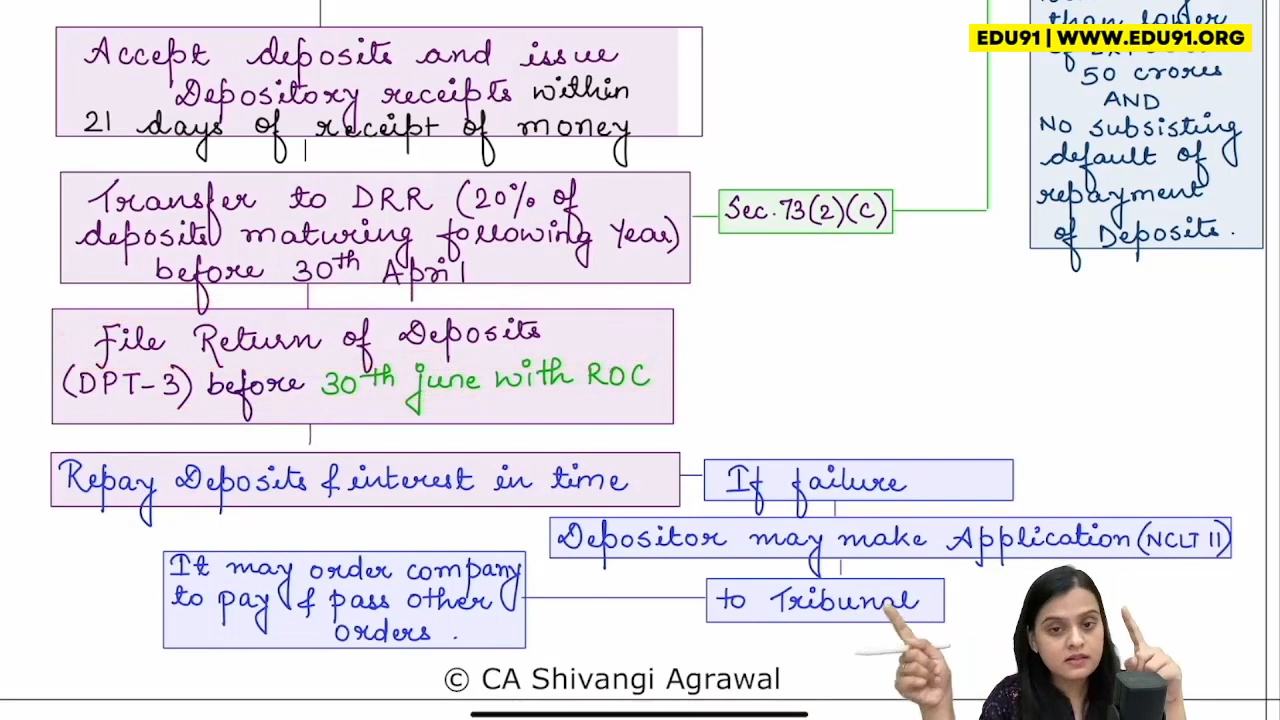 EDU91 | WWW.EDU91.ORG
than lower
50 crores
AND
No subsisting
default of
repayment
of Deposits.
Accept deposits and issue
Depository receipts within
21 days of receipt of money
Transfer to DRR (20% of
deposits maturing following Year)
before 30th April
Sec. 73(2)(C)
File Return of Deposits
(DPT-3) before 30th june with ROC
Repay Deposits & interest in time
If failure
Depositor may make Application (NCLT 11)
to Tribunal
It may order company
to pay & pass other
orders.
© CA Shivangi Agrawal